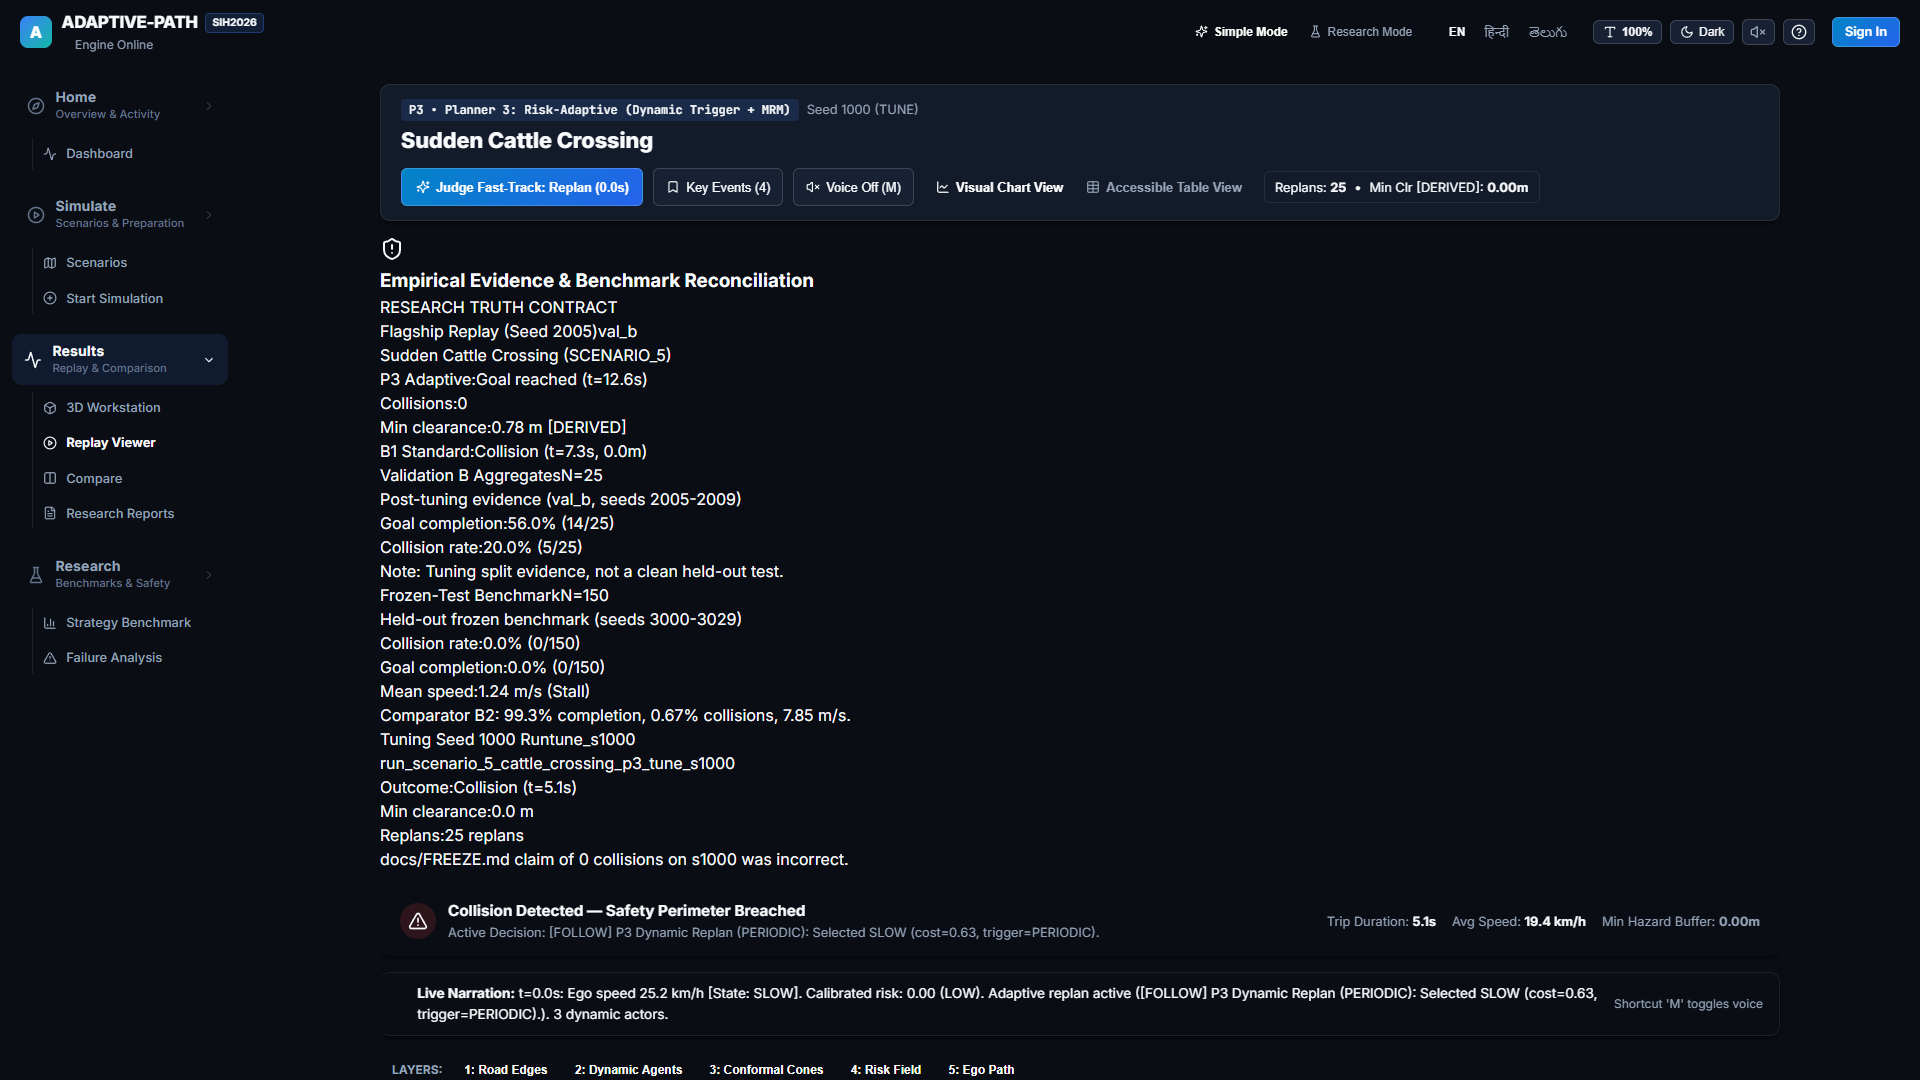 A
ADAPTIVE-PATH SIH2026
Engine Online
Simple Mode Research Mode EN हिन्दी తెలుగు 100% Dark Sign In
Home
Overview & Activity
Dashboard
Simulate
Scenarios & Preparation
Scenarios
Start Simulation
Results
Replay & Comparison
3D Workstation
Replay Viewer
Compare
Research Reports
Research
Benchmarks & Safety
Strategy Benchmark
Failure Analysis
P3 • Planner 3: Risk-Adaptive (Dynamic Trigger + MRM) Seed 1000 (TUNE)
Sudden Cattle Crossing
Judge Fast-Track: Replan (0.0s) Key Events (4) Voice Off (M) Visual Chart View Accessible Table View Replans: 25 • Min Clr [DERIVED]: 0.00m
Empirical Evidence & Benchmark Reconciliation
RESEARCH TRUTH CONTRACT
Flagship Replay (Seed 2005)val_b
Sudden Cattle Crossing (SCENARIO_5)
P3 Adaptive:Goal reached (t=12.6s)
Collisions:0
Min clearance:0.78 m [DERIVED]
B1 Standard:Collision (t=7.3s, 0.0m)
Validation B AggregatesN=25
Post-tuning evidence (val_b, seeds 2005-2009)
Goal completion:56.0% (14/25)
Collision rate:20.0% (5/25)
Note: Tuning split evidence, not a clean held-out test.
Frozen-Test BenchmarkN=150
Held-out frozen benchmark (seeds 3000-3029)
Collision rate:0.0% (0/150)
Goal completion:0.0% (0/150)
Mean speed:1.24 m/s (Stall)
Comparator B2: 99.3% completion, 0.67% collisions, 7.85 m/s.
Tuning Seed 1000 Runtune_s1000
run_scenario_5_cattle_crossing_p3_tune_s1000
Outcome:Collision (t=5.1s)
Min clearance:0.0 m
Replans:25 replans
docs/FREEZE.md claim of 0 collisions on s1000 was incorrect.
Collision Detected — Safety Perimeter Breached
Active Decision: [FOLLOW] P3 Dynamic Replan (PERIODIC): Selected SLOW (cost=0.63, trigger=PERIODIC).
Trip Duration: 5.1s Avg Speed: 19.4 km/h Min Hazard Buffer: 0.00m
Live Narration: t=0.0s: Ego speed 25.2 km/h [State: SLOW]. Calibrated risk: 0.00 (LOW). Adaptive replan active ([FOLLOW] P3 Dynamic Replan (PERIODIC): Selected SLOW (cost=0.63,
trigger=PERIODIC).). 3 dynamic actors.
Shortcut 'M' toggles voice
LAYERS: 1: Road Edges 2: Dynamic Agents 3: Conformal Cones 4: Risk Field 5: Ego Path